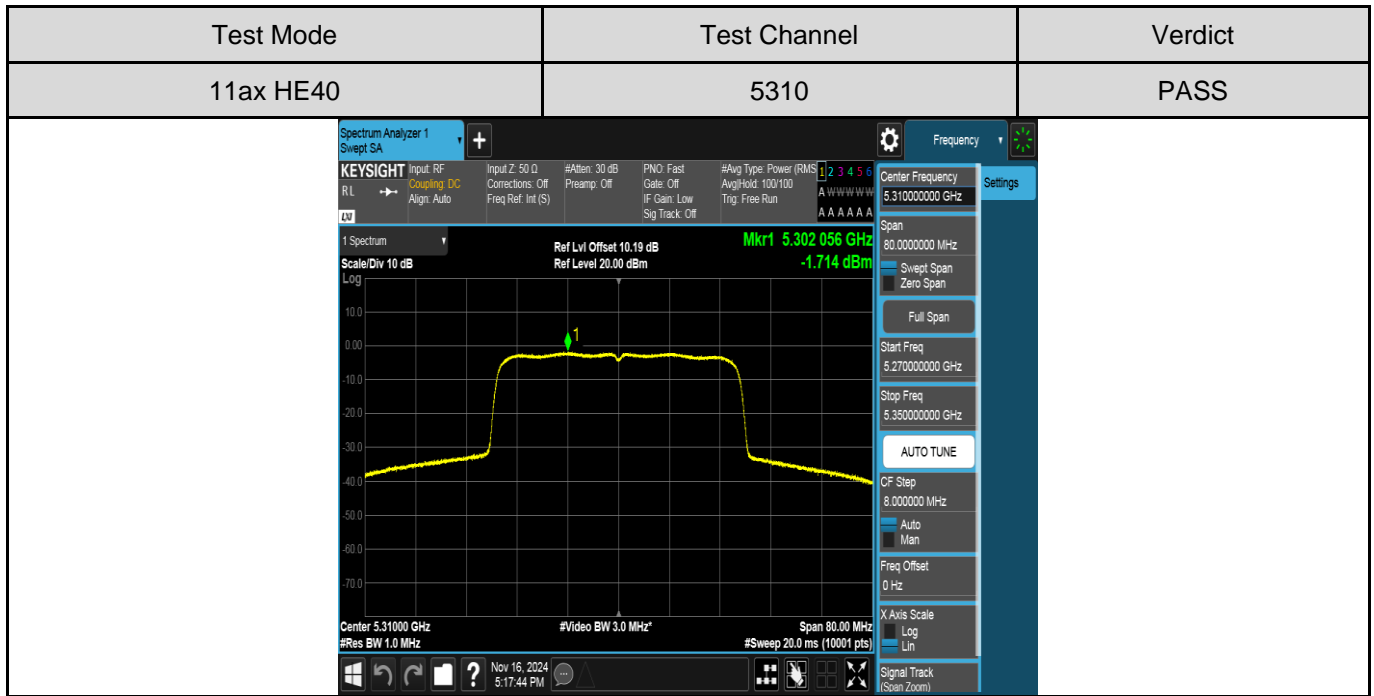 Test Mode Test Channel Verdict
11ax HE40 5310 PASS
Spectrum Analyzer 1
Swept SA
+
Frequency
KEYSIGHT
RL
LXI
Input: RF
Coupling: DC
Align: Auto
Input Z: 50 Ω
Corrections: Off
Freq Ref: Int (S)
#Atten: 30 dB
Preamp: Off
PNO: Fast
Gate: Off
IF Gain: Low
Sig Track: Off
#Avg Type: Power (RMS
Avg|Hold: 100/100
Trig: Free Run
1 2 3 4 5 6
A W W W W W
A A A A A A
1 Spectrum
Scale/Div 10 dB
Log
Ref Lvl Offset 10.19 dB
Ref Level 20.00 dBm
Mkr1 5.302 056 GHz
-1.714 dBm
1
10.0
0.00
-10.0
-20.0
-30.0
-40.0
-50.0
-60.0
-70.0
Center 5.31000 GHz
#Res BW 1.0 MHz
#Video BW 3.0 MHz*
Span 80.00 MHz
#Sweep 20.0 ms (10001 pts)
Nov 16, 2024
5:17:44 PM
?
Center Frequency
5.310000000 GHz
Settings
Span
80.0000000 MHz
Swept Span
Zero Span
Full Span
Start Freq
5.270000000 GHz
Stop Freq
5.350000000 GHz
AUTO TUNE
CF Step
8.000000 MHz
Auto
Man
Freq Offset
0 Hz
X Axis Scale
Log
Lin
Signal Track
(Span Zoom)